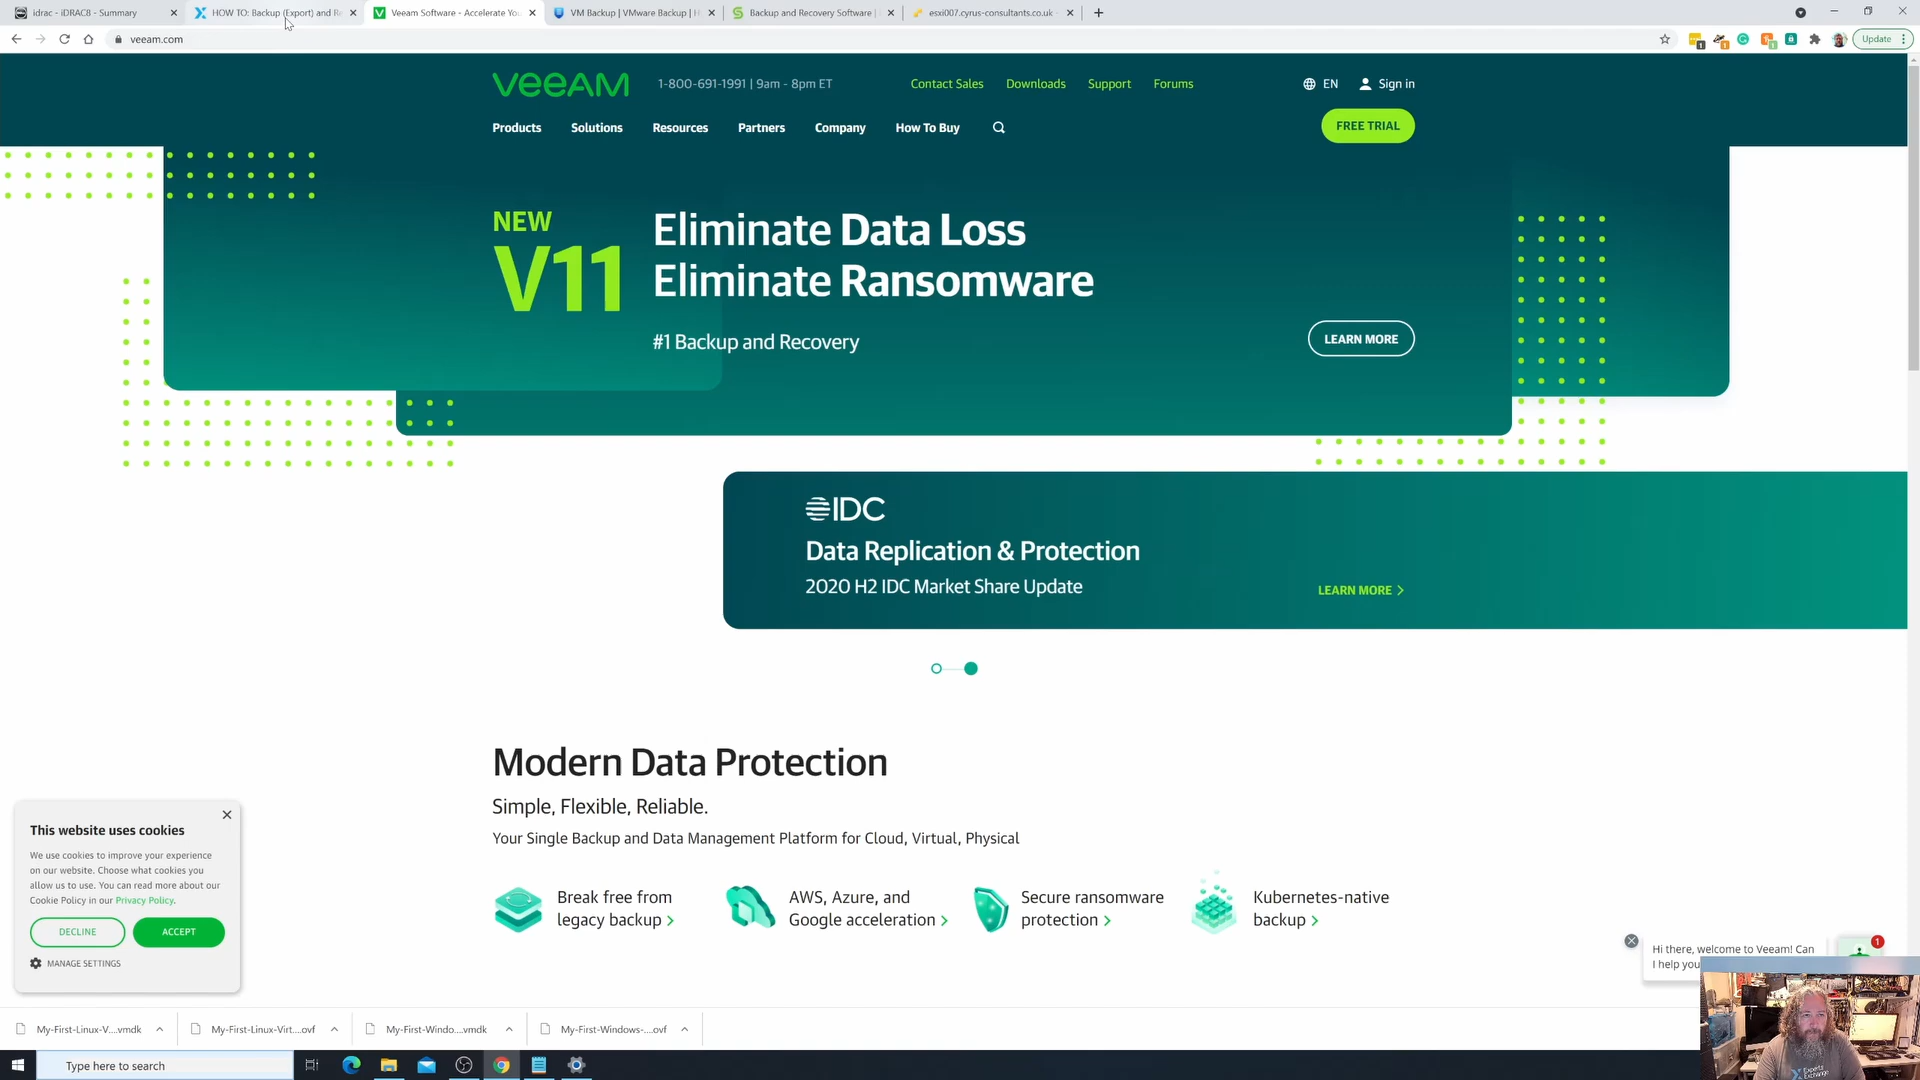 idrac - iDRAC8 - Summary
HOW TO: Backup (Export) and Re
Veeam Software - Accelerate Yo
VM Backup | VMware Backup | H
Backup and Recovery Software |
esxi007.cyrus-consultants.co.uk -
veeam.com
Update
VEEAM
1-800-691-1991 | 9am - 8pm ET
Contact Sales
Downloads
Support
Forums
EN
Sign in
Products
Solutions
Resources
Partners
Company
How To Buy
FREE TRIAL
NEW
V11
Eliminate Data Loss
Eliminate Ransomware
#1 Backup and Recovery
LEARN MORE
IDC
Data Replication & Protection
2020 H2 IDC Market Share Update
LEARN MORE
Modern Data Protection
Simple, Flexible, Reliable.
Your Single Backup and Data Management Platform for Cloud, Virtual, Physical
Break free from
legacy backup
AWS, Azure, and
Google acceleration
Secure ransomware
protection
Kubernetes-native
backup
This website uses cookies
We use cookies to improve your experience
on our website. Choose what cookies you
allow us to use. You can read more about our
Cookie Policy in our Privacy Policy.
DECLINE
ACCEPT
MANAGE SETTINGS
1
Hi there, welcome to Veeam! Can
I help you
My-First-Linux-V....vmdk
My-First-Linux-Virt....ovf
My-First-Windo....vmdk
My-First-Windows-....ovf
Type here to search
Experts
Exchange